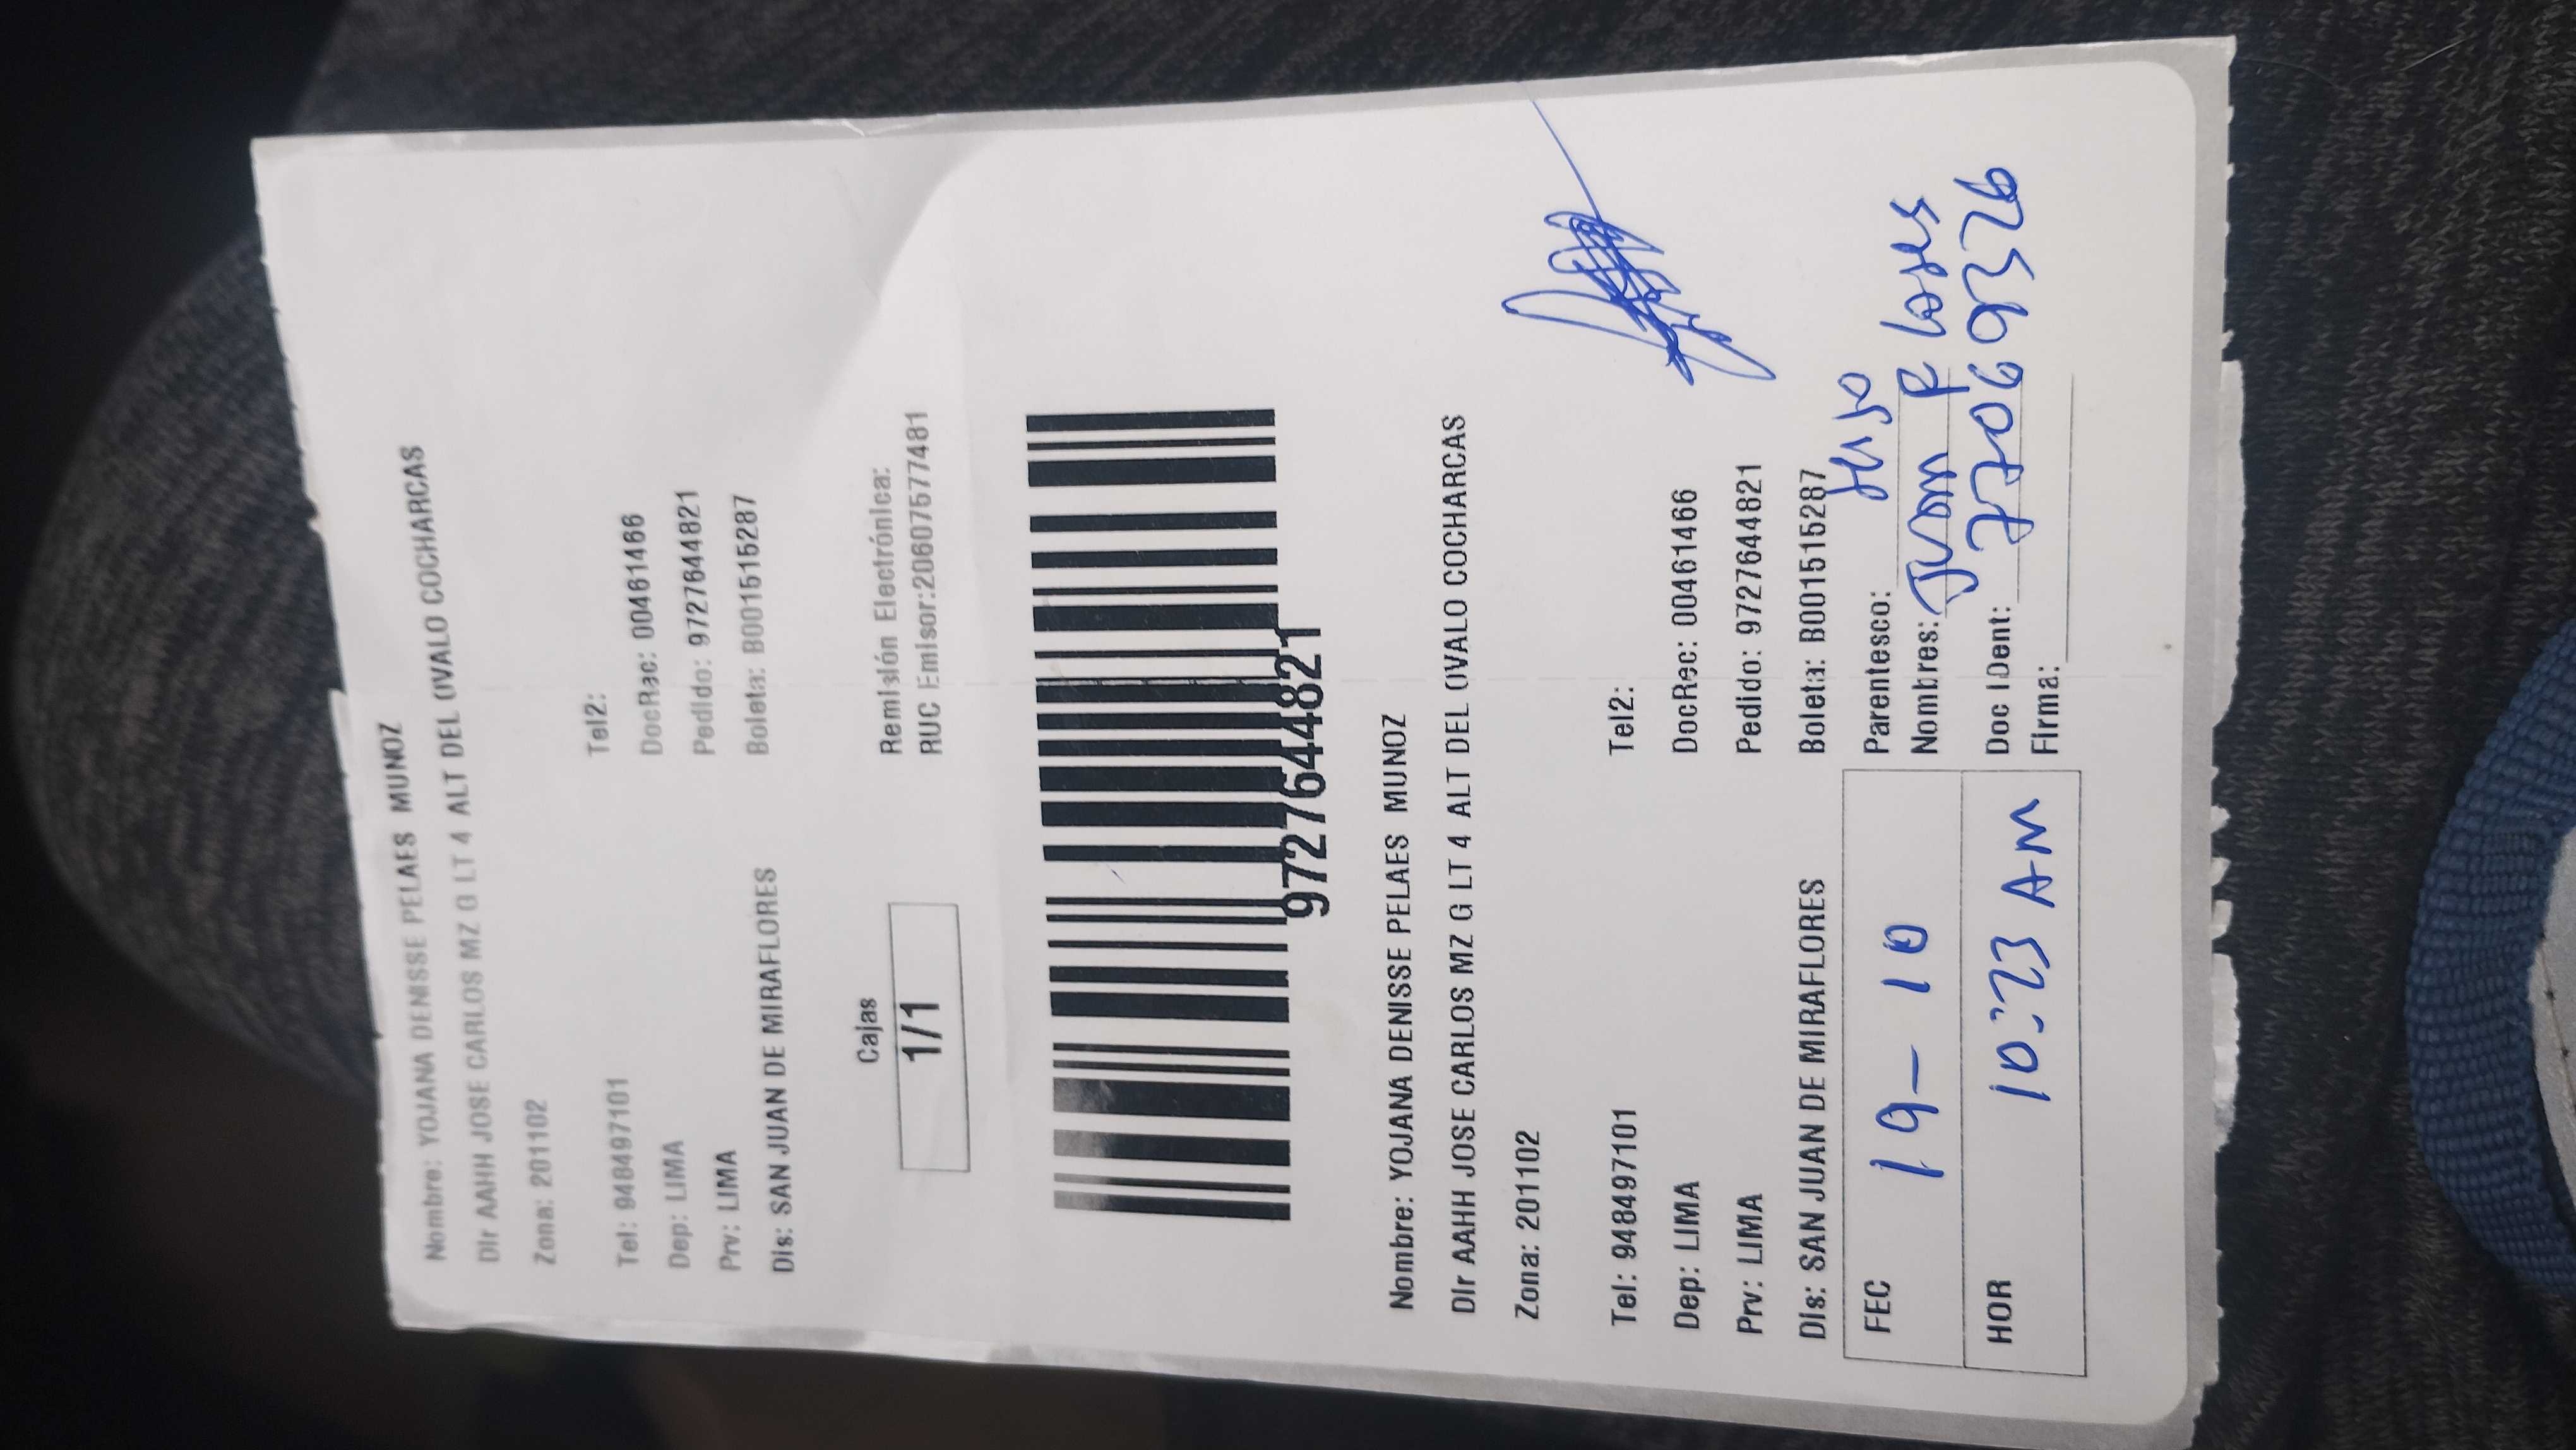 Nombre: YOJANA DENISSE PELAES MUNOZ
Dir AAHH JOSE CARLOS MZ G LT 4 ALT DEL OVALO COCHARCAS
Zona: 201102
Tel: 948497101 Tel2:
Dep: LIMA DocRec: 00461466
Prv: LIMA Pedido: 9727644821
Dis: SAN JUAN DE MIRAFLORES Boleta: B001515287
Cajas Remisión Electrónica:
1/1 RUC Emisor:20607577481
9727644821
Nombre: YOJANA DENISSE PELAES MUNOZ
Dir AAHH JOSE CARLOS MZ G LT 4 ALT DEL OVALO COCHARCAS
Zona: 201102
Tel: 948497101 Tel2:
Dep: LIMA DocRec: 00461466
Prv: LIMA Pedido: 9727644821
Dis: SAN JUAN DE MIRAFLORES Boleta: B001515287
FEC 19-10 Parentesco:
Nombres: Juan
HOR 10:23 AM Doc IDent: 77069326
Firma: